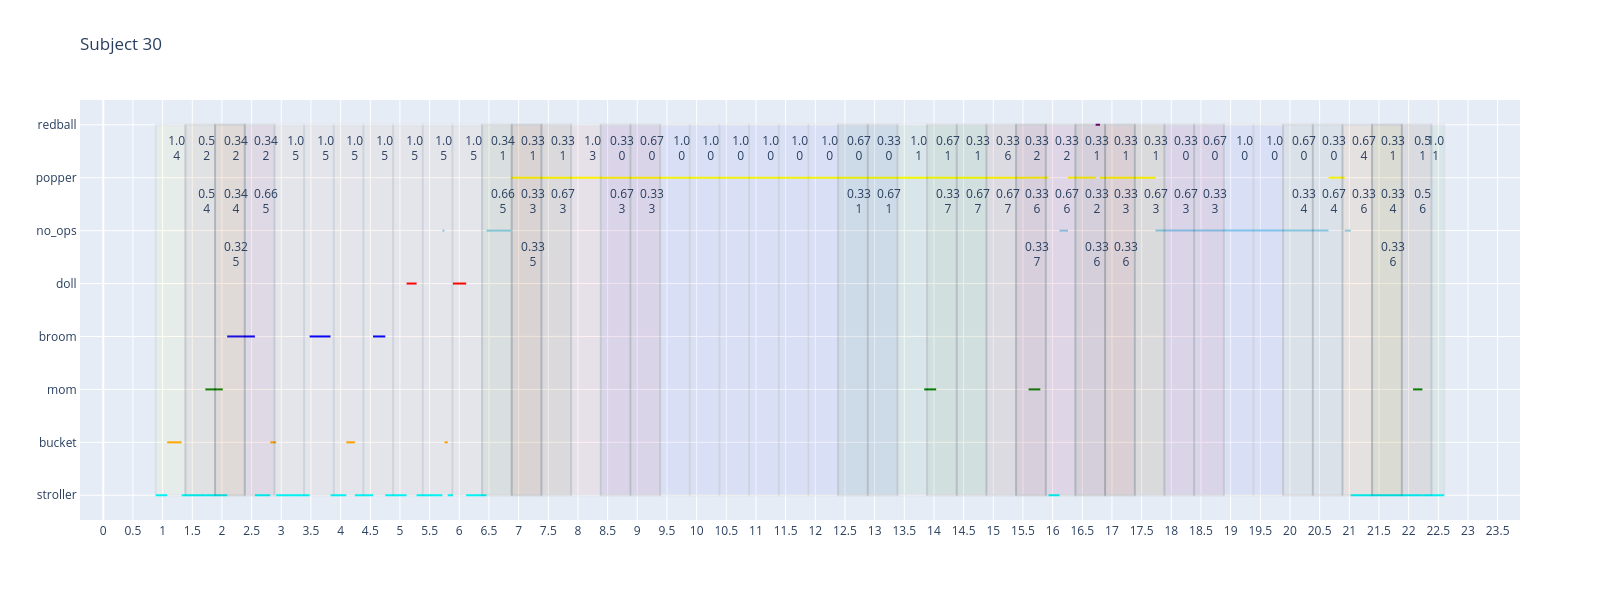 Subject 30
redball
1.0 0.5 0.34 0.34 1.0 1.0 1.0 1.0 1.0 1.0 1.0 0.34 0.33 0.33 1.0 0.33 0.67 1.0 1.0 1.0 1.0 1.0 1.0 0.67 0.33 1.0 0.67 0.33 0.33 0.33 0.33 0.33 0.33 0.33 0.33 0.67 1.0 1.0 0.67 0.33 0.67 0.33 0.5 1.0
4 2 2 2 5 5 5 5 5 5 5 1 1 1 3 0 0 0 0 0 0 0 0 0 0 1 1 1 6 2 2 1 1 1 0 0 0 0 0 0 4 1 1 1
popper
0.5 0.34 0.66 0.66 0.33 0.67 0.67 0.33 0.33 0.67 0.33 0.67 0.67 0.33 0.67 0.33 0.33 0.67 0.67 0.33 0.33 0.67 0.33 0.33 0.5
4 4 5 5 3 3 3 3 1 1 7 7 7 6 6 2 3 3 3 3 4 4 6 4 6
no_ops
0.32 0.33 0.33 0.33 0.33 0.33
5 5 7 6 6 6
doll
broom
mom
bucket
stroller
0 0.5 1 1.5 2 2.5 3 3.5 4 4.5 5 5.5 6 6.5 7 7.5 8 8.5 9 9.5 10 10.5 11 11.5 12 12.5 13 13.5 14 14.5 15 15.5 16 16.5 17 17.5 18 18.5 19 19.5 20 20.5 21 21.5 22 22.5 23 23.5